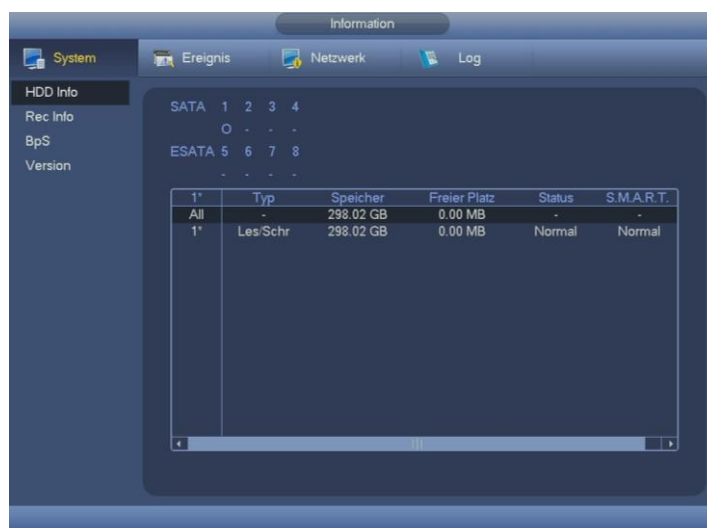 Information
System Ereignis Netzwerk Log
HDD Info
Rec Info
BpS
Version
SATA 1 2 3 4
O - - -
ESATA 5 6 7 8
- - - -
1* Typ Speicher Freier Platz Status S.M.A.R.T.
All - 298.02 GB 0.00 MB - -
1* Les/Schr 298.02 GB 0.00 MB Normal Normal